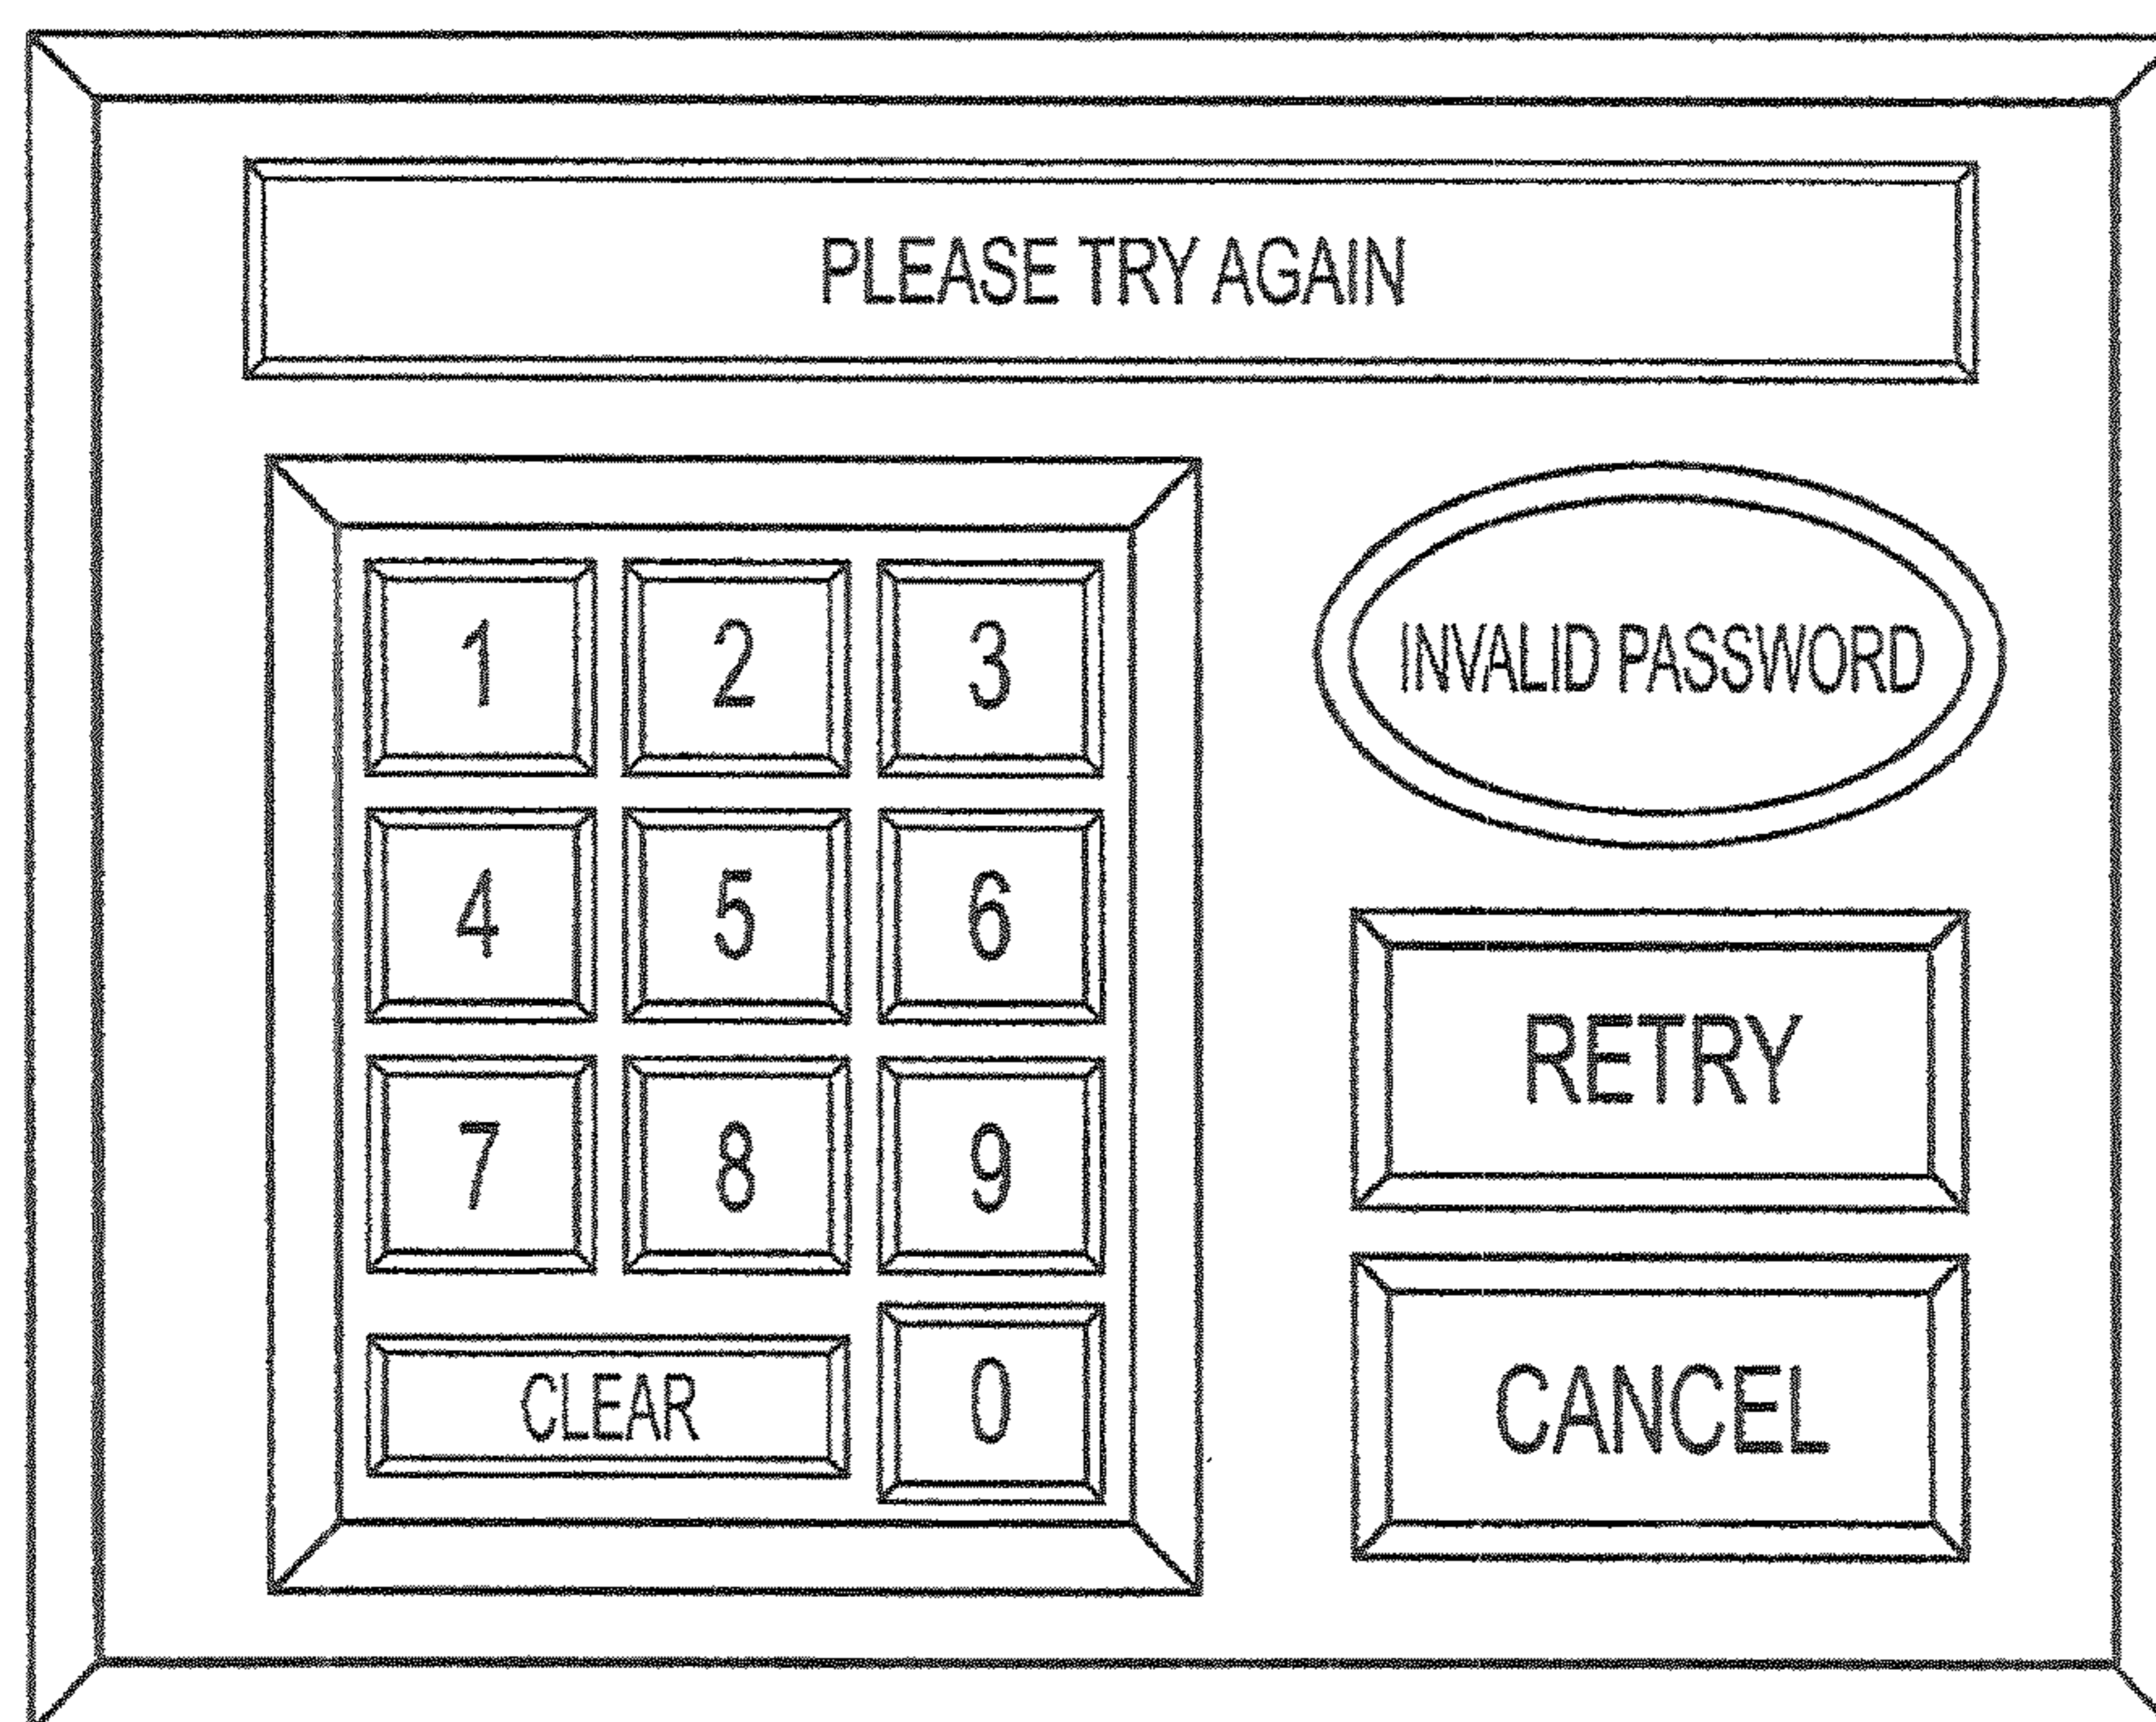 PLEASE TRY AGAIN
1 2 3
4 5 6
7 8 9
CLEAR 0
INVALID PASSWORD
RETRY
CANCEL